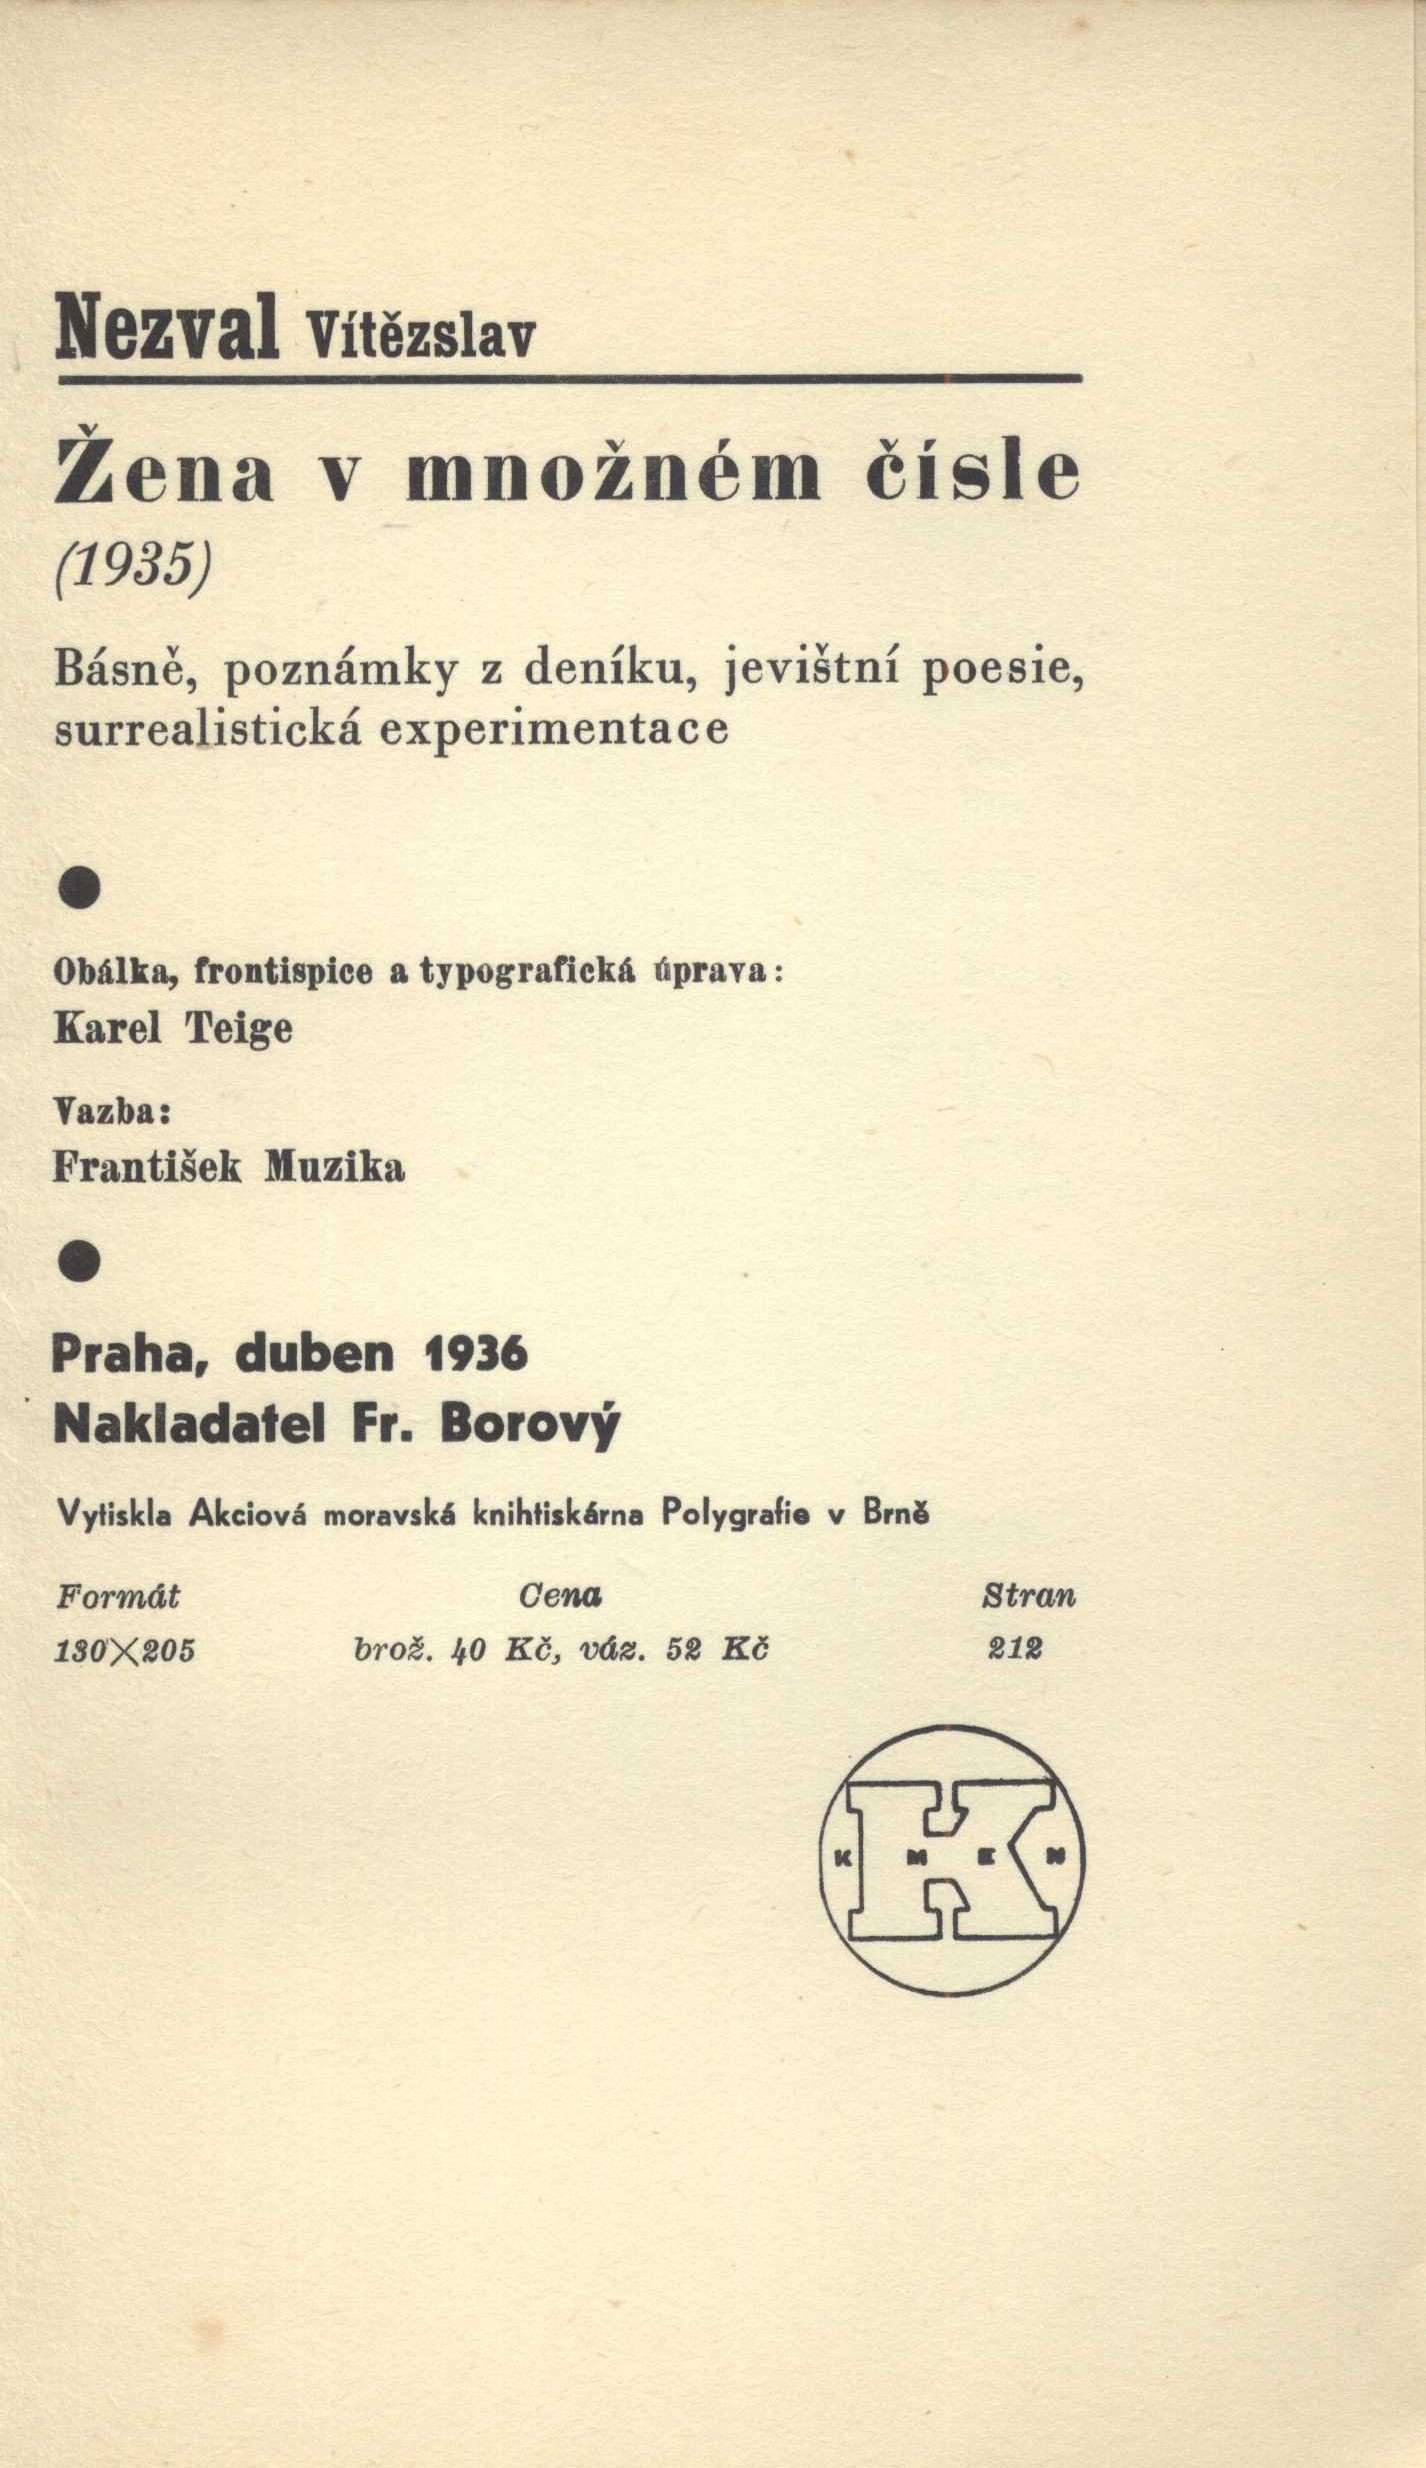 Nezval Vítězslav
Žena v množném čísle
(1935)
Básně, poznámky z deníku, jevištní poesie,
surrealistická experimentace
Obálka, frontispice a typografická úprava:
Karel Teige
Vazba:
František Muzika
Praha, duben 1936
Nakladatel Fr. Borový
Vytiskla Akciová moravská knihtiskárna Polygrafie v Brně
Formát Cena Stran
130×205 brož. 40 Kč, váz. 52 Kč 212
K M E N